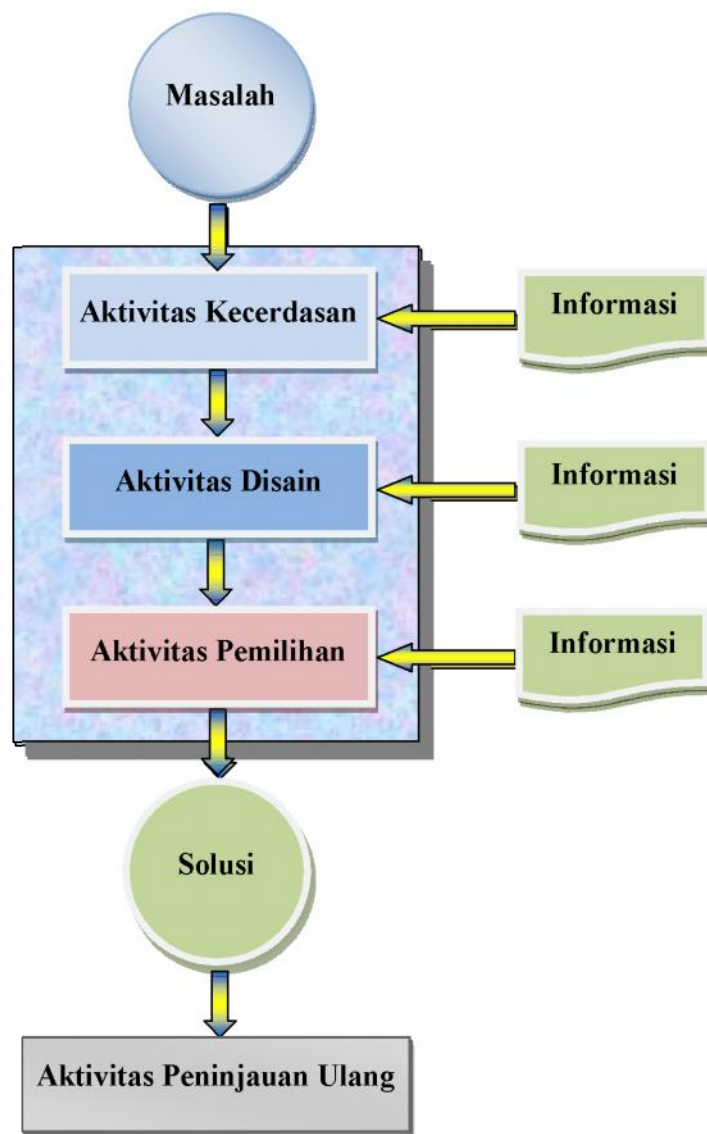 Masalah
Aktivitas Kecerdasan
Informasi
Aktivitas Disain
Informasi
Aktivitas Pemilihan
Informasi
Solusi
Aktivitas Peninjauan Ulang